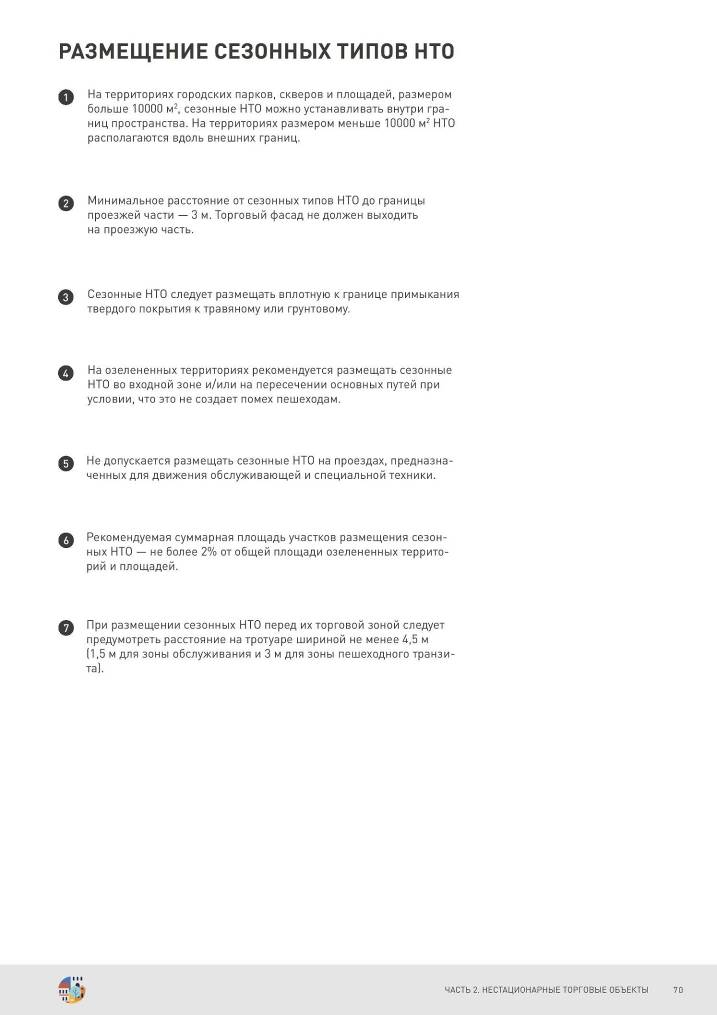 РАЗМЕЩЕНИЕ СЕЗОННЫХ ТИПОВ НТО
1 На территориях городских парков, скверов и площадей, размером
больше 10000 м², сезонные НТО можно устанавливать внутри гра-
ниц пространства. На территориях размером меньше 10000 м² НТО
располагаются вдоль внешних границ.
2 Минимальное расстояние от сезонных типов НТО до границы
проезжей части — 3 м. Торговый фасад не должен выходить
на проезжую часть.
3 Сезонные НТО следует размещать вплотную к границе примыкания
твердого покрытия к травяному или грунтовому.
4 На озелененных территориях рекомендуется размещать сезонные
НТО во входной зоне и/или на пересечении основных путей при
условии, что это не создает помех пешеходам.
5 Не допускается размещать сезонные НТО на проездах, предназна-
ченных для движения обслуживающей и специальной техники.
6 Рекомендуемая суммарная площадь участков размещения сезон-
ных НТО — не более 2% от общей площади озелененных террито-
рий и площадей.
7 При размещении сезонных НТО перед их торговой зоной следует
предумотреть расстояние на тротуаре шириной не менее 4,5 м
(1,5 м для зоны обслуживания и 3 м для зоны пешеходного транзи-
та).
ЧАСТЬ 2. НЕСТАЦИОНАРНЫЕ ТОРГОВЫЕ ОБЪЕКТЫ 70